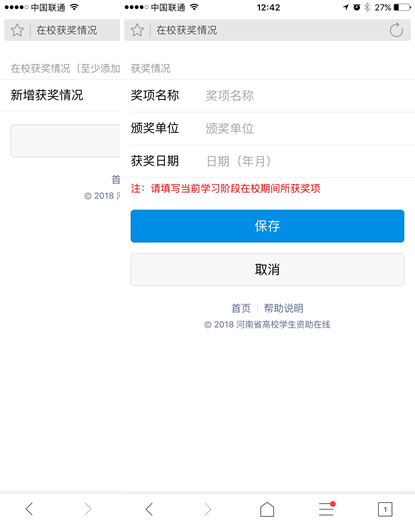 中国联通
在校获奖情况
在校获奖情况（至少添加
新增获奖情况
首
© 2018 河
中国联通 12:42 27%
在校获奖情况
获奖情况
奖项名称 奖项名称
颁奖单位 颁奖单位
获奖日期 日期（年月）
注：请填写当前学习阶段在校期间所获奖项
保存
取消
首页 帮助说明
© 2018 河南省高校学生资助在线
1